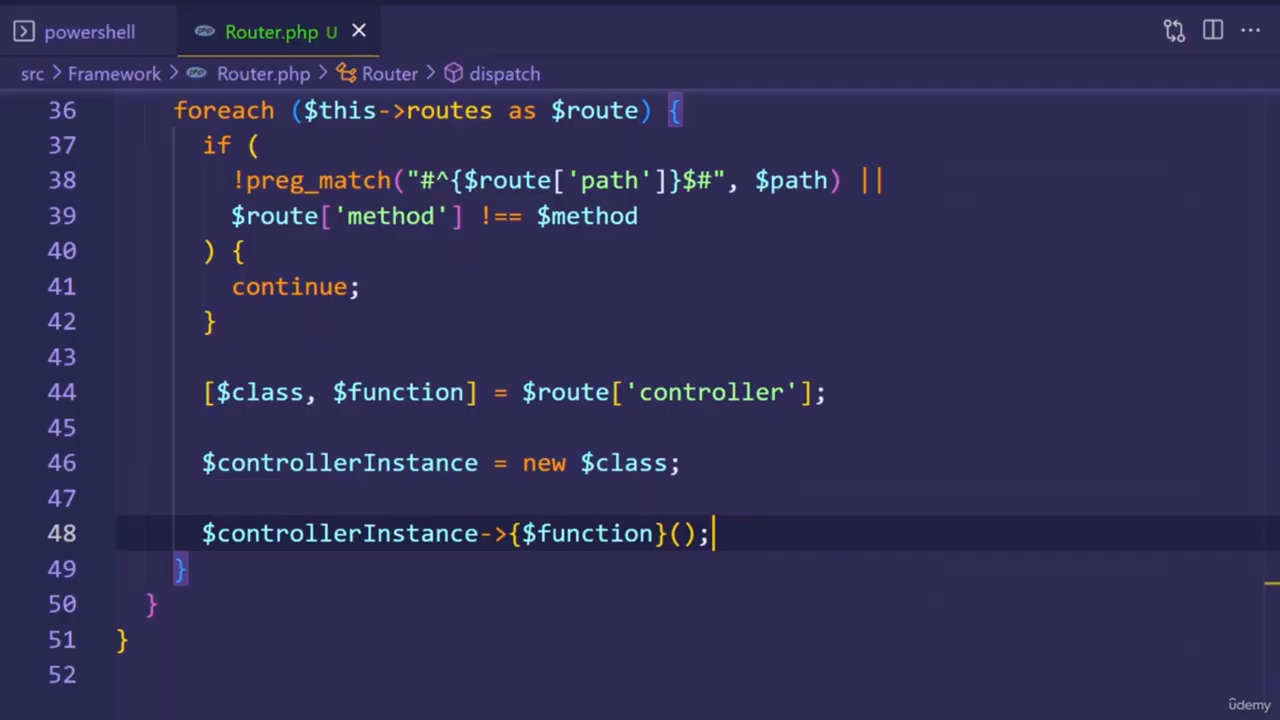 powershell
Router.php U
src > Framework > Router.php > Router > dispatch
36 foreach ($this->routes as $route) {
37 if (
38 !preg_match("#^{$route['path']}$#", $path) ||
39 $route['method'] !== $method
40 ) {
41 continue;
42 }
43
44 [$class, $function] = $route['controller'];
45
46 $controllerInstance = new $class;
47
48 $controllerInstance->{$function}();
49 }
50 }
51 }
52
ûdemy